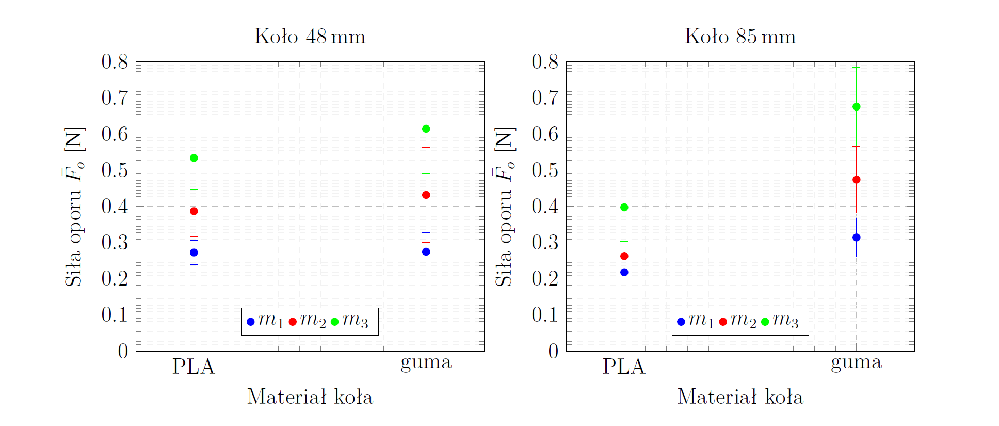 Koło 48 mm
0.8
0.7
0.6
0.5
0.4
0.3
0.2
0.1
0
Siła oporu F̄ₒ [N]
m₁ m₂ m₃
PLA guma
Materiał koła
Koło 85 mm
0.8
0.7
0.6
0.5
0.4
0.3
0.2
0.1
0
Siła oporu F̄ₒ [N]
m₁ m₂ m₃
PLA guma
Materiał koła